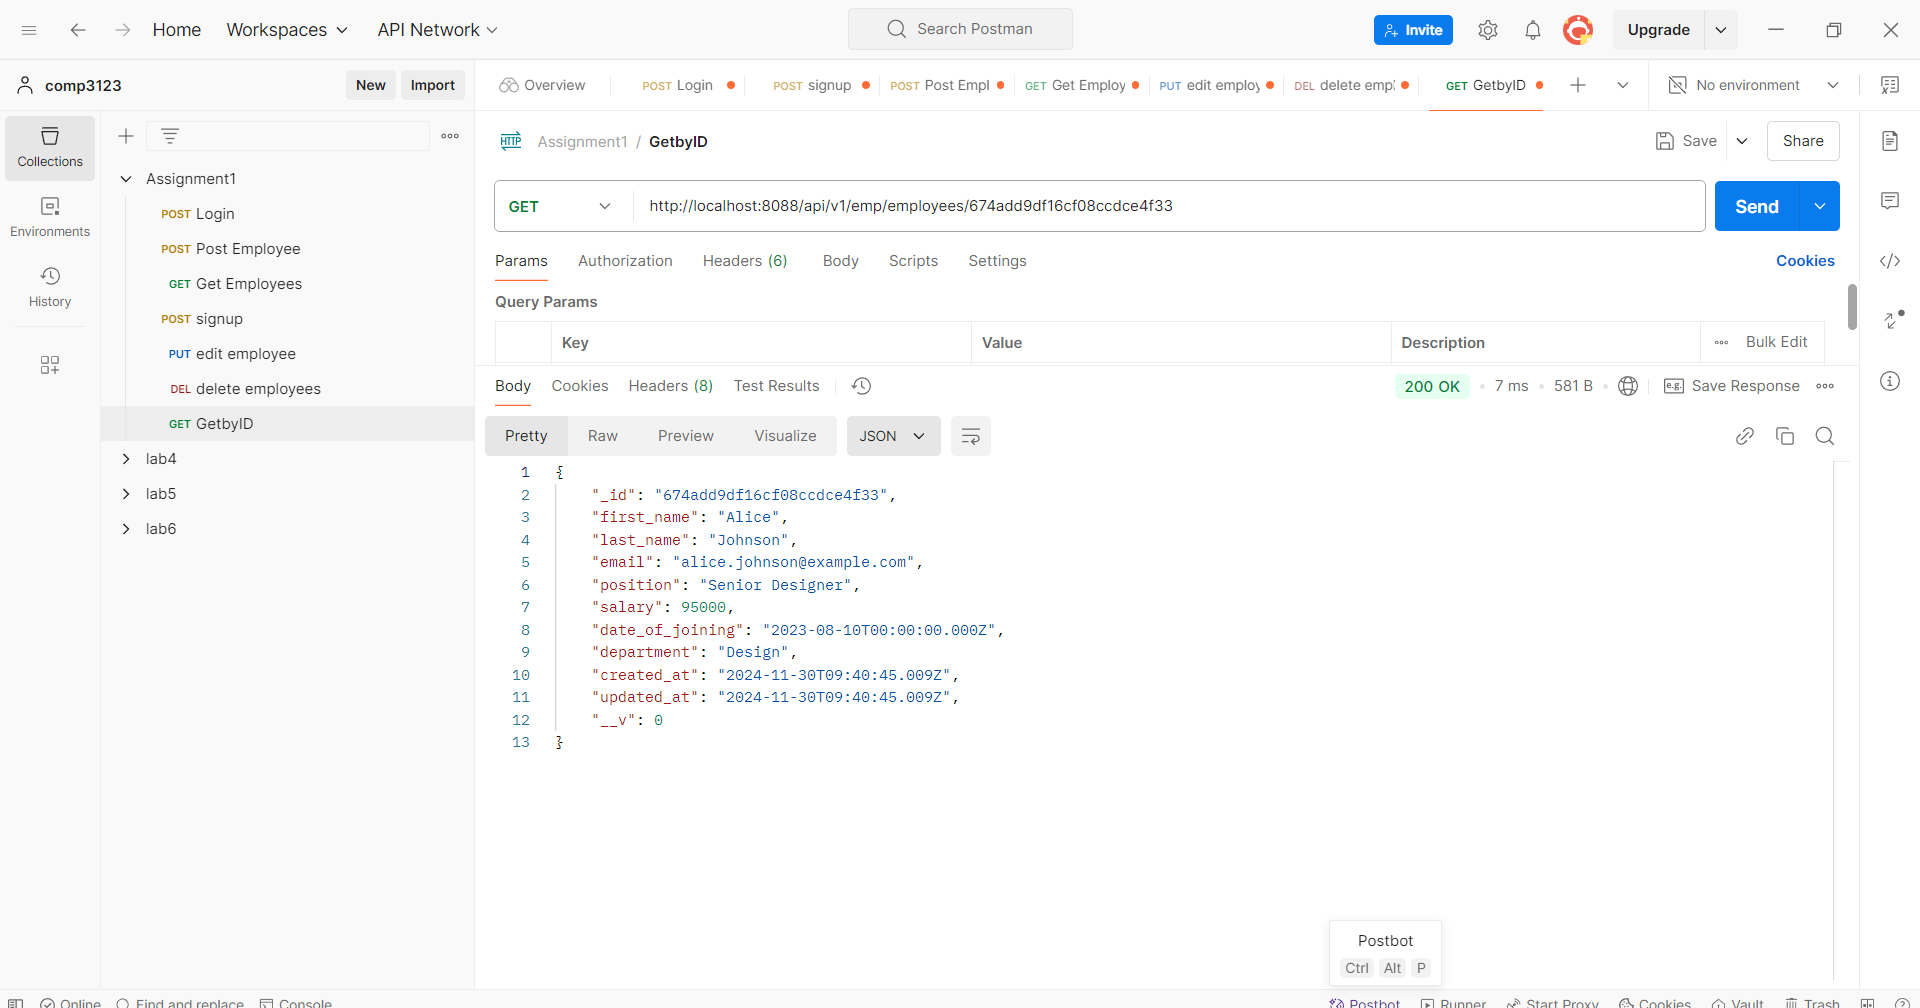 Home Workspaces API Network Search Postman Invite Upgrade
comp3123 New Import Overview POST Login POST signup POST Post Empl GET Get Employ PUT edit employ DEL delete emp GET GetbyID No environment
Collections
Environments
History
Assignment1
POST Login
POST Post Employee
GET Get Employees
POST signup
PUT edit employee
DEL delete employees
GET GetbyID
lab4
lab5
lab6
HTTP Assignment1 / GetbyID Save Share
GET http://localhost:8088/api/v1/emp/employees/674add9df16cf08ccdce4f33 Send
Params Authorization Headers (6) Body Scripts Settings Cookies
Query Params
Key Value Description Bulk Edit
Body Cookies Headers (8) Test Results 200 OK 7 ms 581 B e.g. Save Response
Pretty Raw Preview Visualize JSON
1 {
2 "_id": "674add9df16cf08ccdce4f33",
3 "first_name": "Alice",
4 "last_name": "Johnson",
5 "email": "alice.johnson@example.com",
6 "position": "Senior Designer",
7 "salary": 95000,
8 "date_of_joining": "2023-08-10T00:00:00.000Z",
9 "department": "Design",
10 "created_at": "2024-11-30T09:40:45.009Z",
11 "updated_at": "2024-11-30T09:40:45.009Z",
12 "__v": 0
13 }
Postbot
Ctrl Alt P
Online Find and replace Console Postbot Runner Start Proxy Cookies Vault Trash